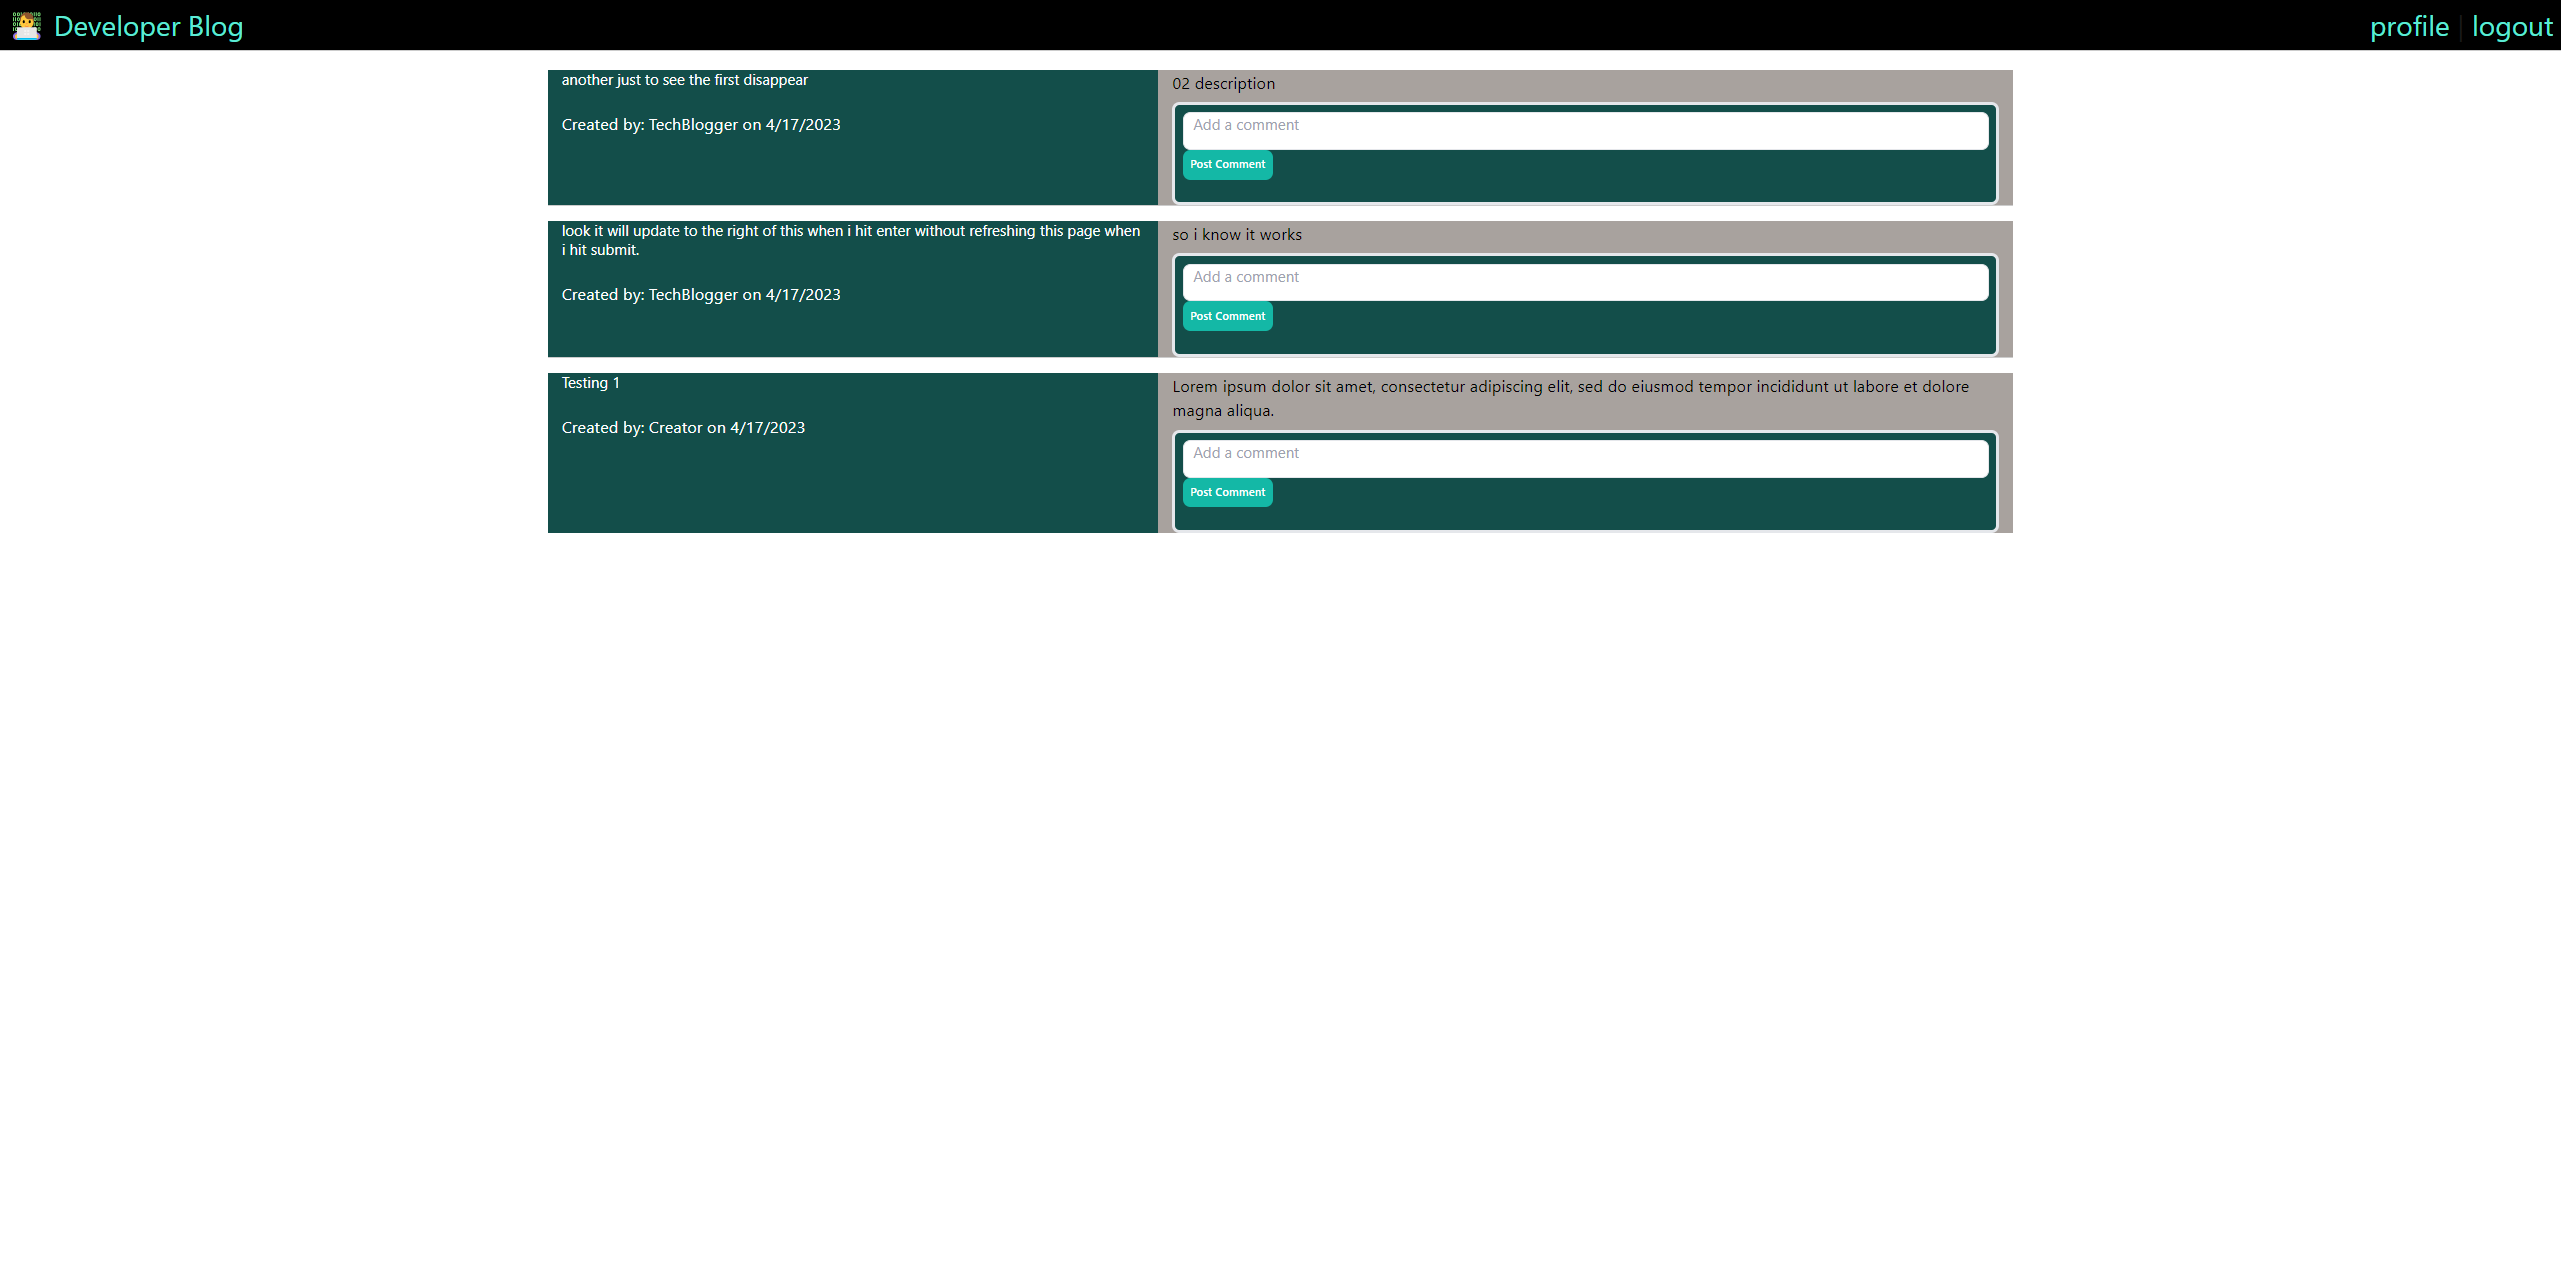 Developer Blog
profile | logout
another just to see the first disappear
Created by: TechBlogger on 4/17/2023
02 description
Add a comment
Post Comment
look it will update to the right of this when i hit enter without refreshing this page when
i hit submit.
Created by: TechBlogger on 4/17/2023
so i know it works
Add a comment
Post Comment
Testing 1
Created by: Creator on 4/17/2023
Lorem ipsum dolor sit amet, consectetur adipiscing elit, sed do eiusmod tempor incididunt ut labore et dolore
magna aliqua.
Add a comment
Post Comment